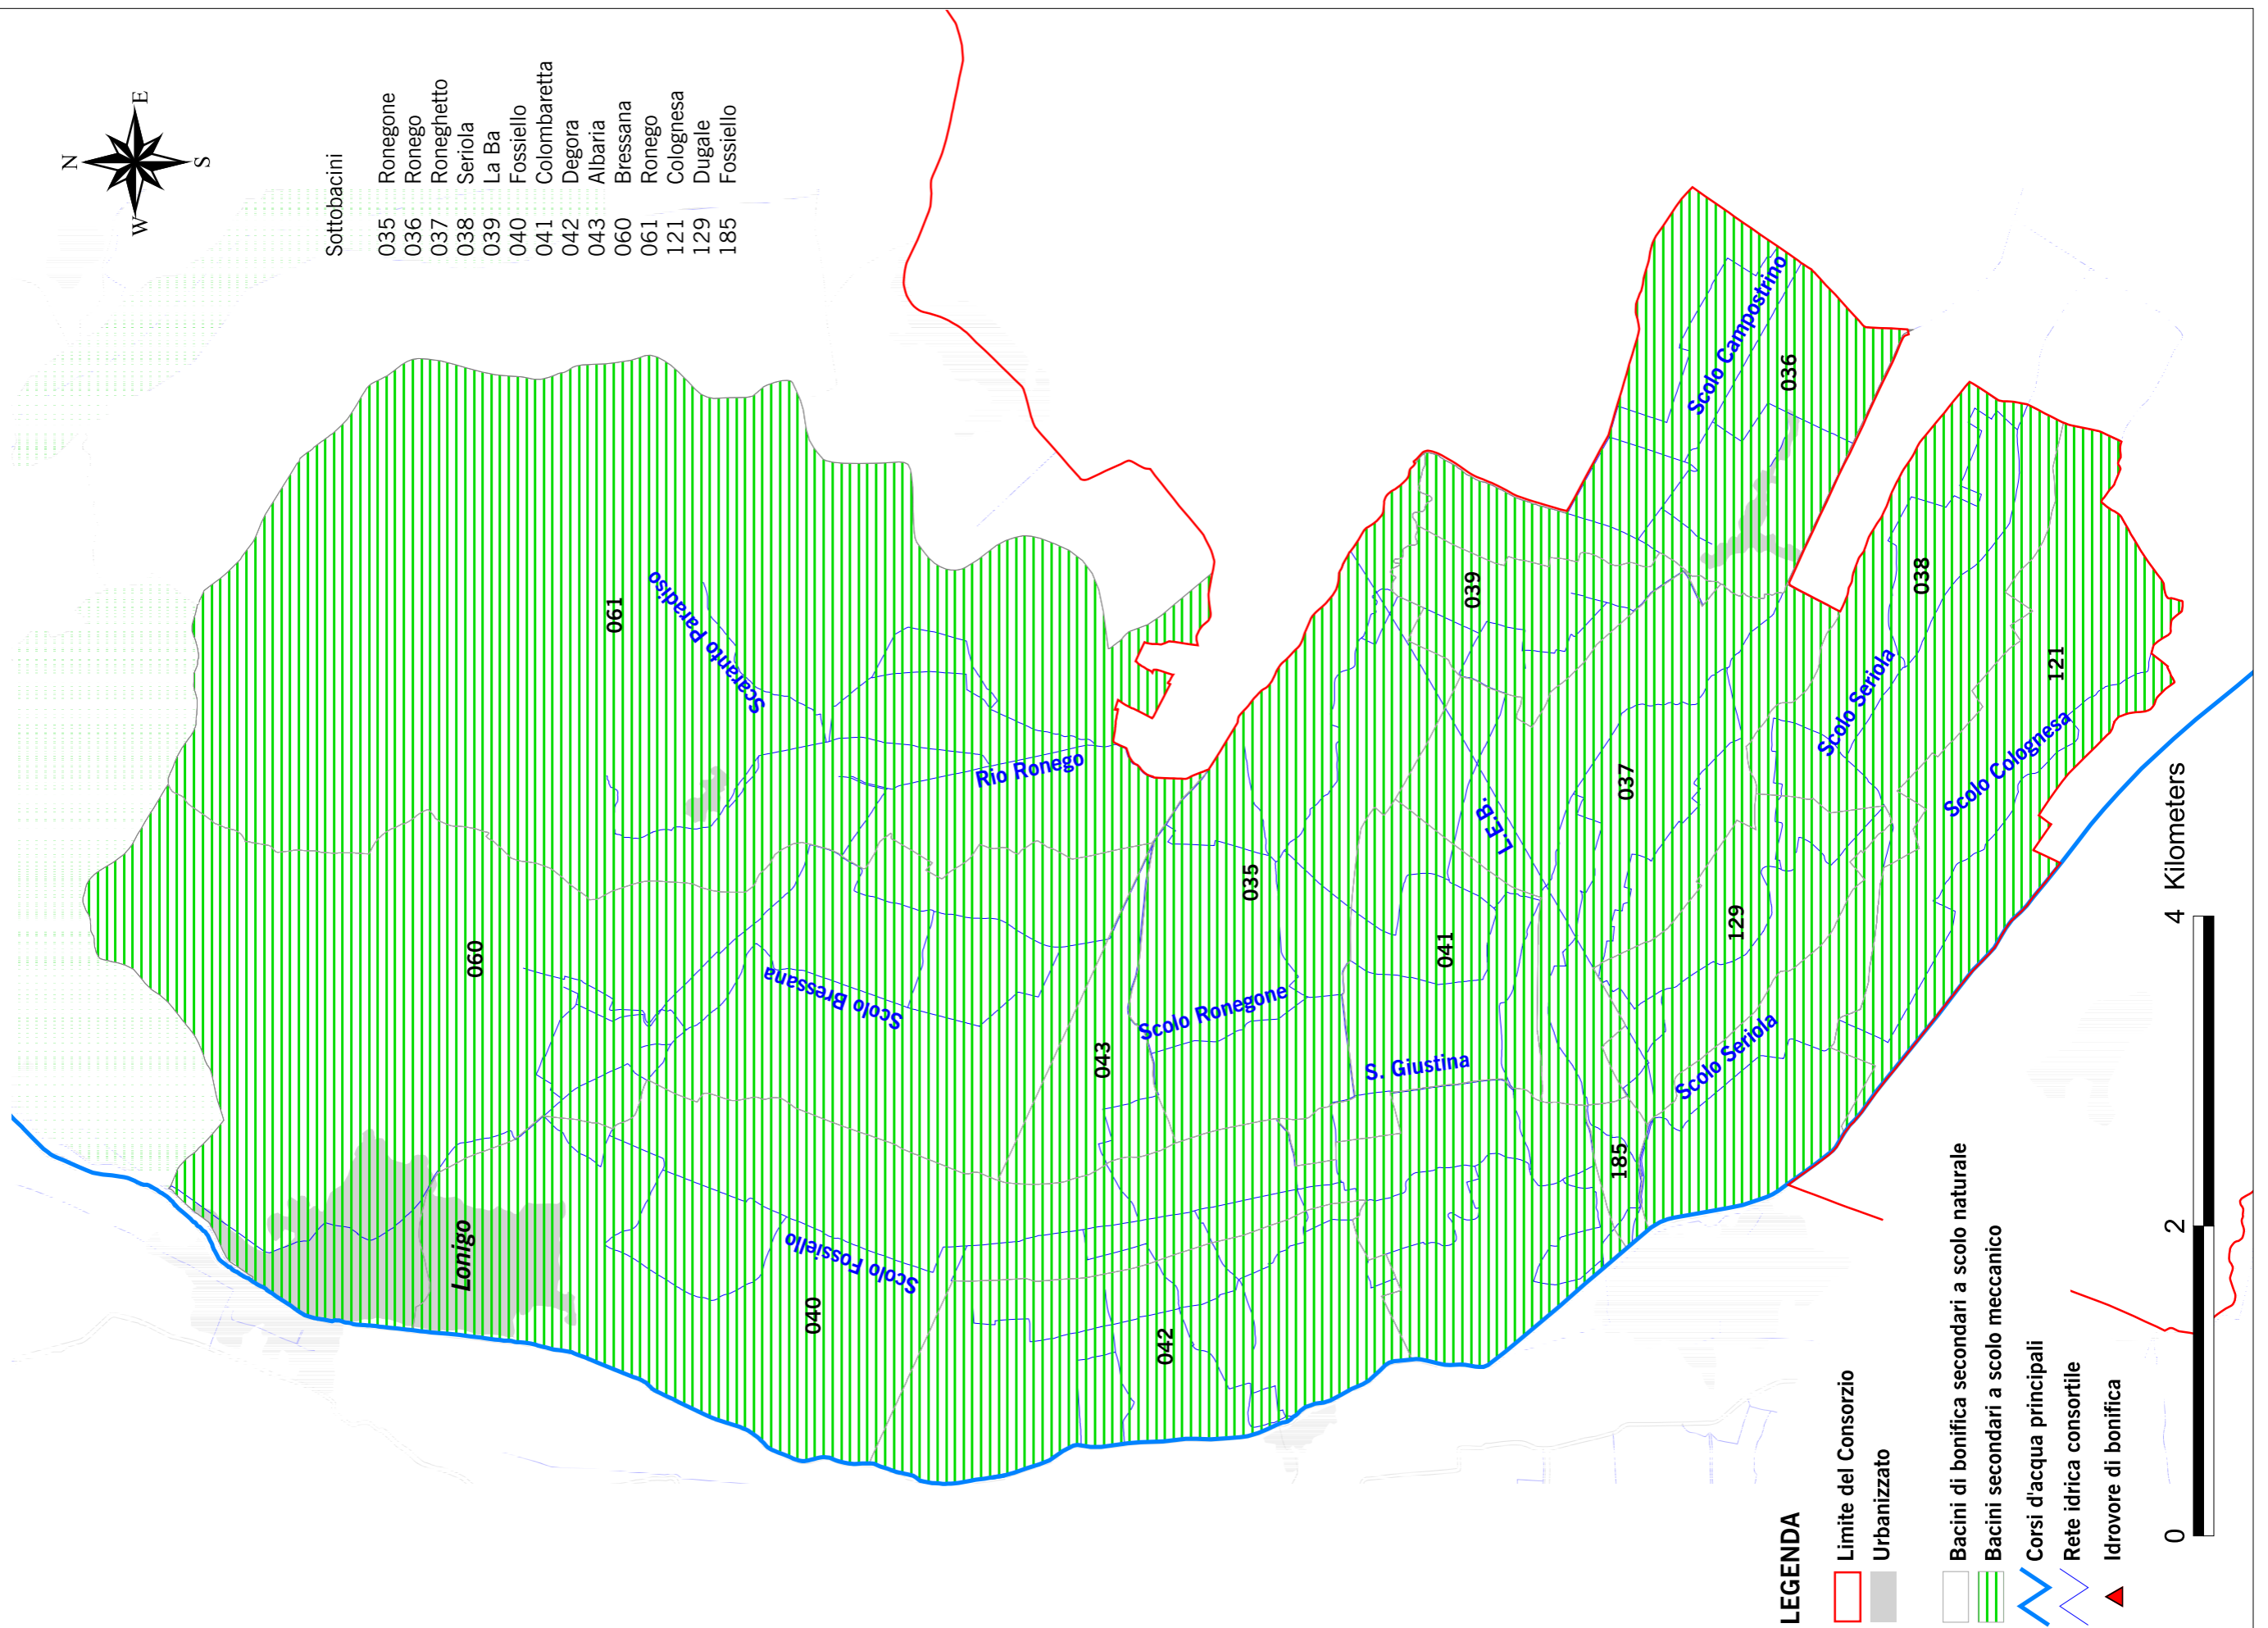 N
E
S
W
Sottobacini
035 Ronegone
036 Ronego
037 Roneghetto
038 Seriola
039 La Ba
040 Fossiello
041 Colombaretta
042 Degora
043 Albaria
060 Bressana
061 Ronego
121 Colognesa
129 Dugale
185 Fossiello
061
Scaranto Paradiso
060
Rio Ronego
Scolo Bressana
Lonigo
Scolo Fossiello
040
043
042
035
Scolo Ronegone
S. Giustina
041
L.E.B.
039
037
185
129
Scolo Seriola
Scolo Campostrino
036
038
Scolo Seriola
121
Scolo Colognesa
LEGENDA
Limite del Consorzio
Urbanizzato
Bacini di bonifica secondari a scolo naturale
Bacini secondari a scolo meccanico
Corsi d'acqua principali
Rete idrica consortile
Idrovore di bonifica
0 2 4 Kilometers